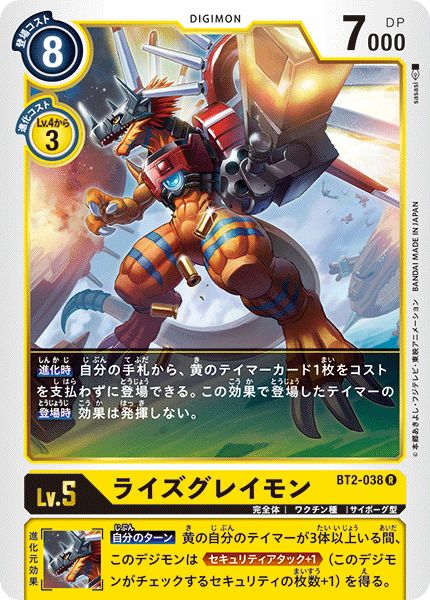 DIGIMON
登場コスト
8
7000
DP
進化コスト
Lv.4から
3
sasasi
©本郷あきよし・フジテレビ・東映アニメーション BANDAI MADE IN JAPAN
進化時 自分の手札から、黄のテイマーカード1枚をコスト
を支払わずに登場できる。この効果で登場したテイマーの
登場時 効果は発揮しない。
BT2-038 R
Lv.5
ライズグレイモン
完全体 | ワクチン種 | サイボーグ型
進化元効果
自分のターン 黄の自分のテイマーが3体以上いる間、
このデジモンは セキュリティアタック+1 (このデジモ
ンがチェックするセキュリティの枚数+1) を得る。